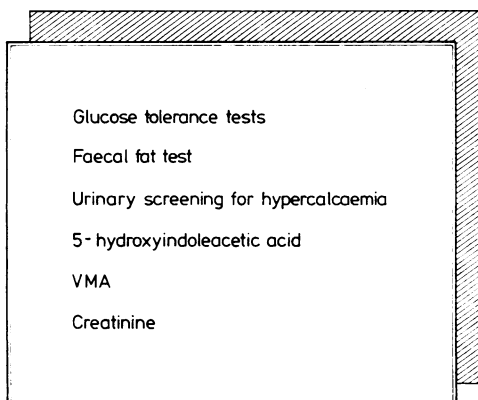 Glucose tolerance tests
Faecal fat test
Urinary screening for hypercalcaemia
5-hydroxyindoleacetic acid
VMA
Creatinine